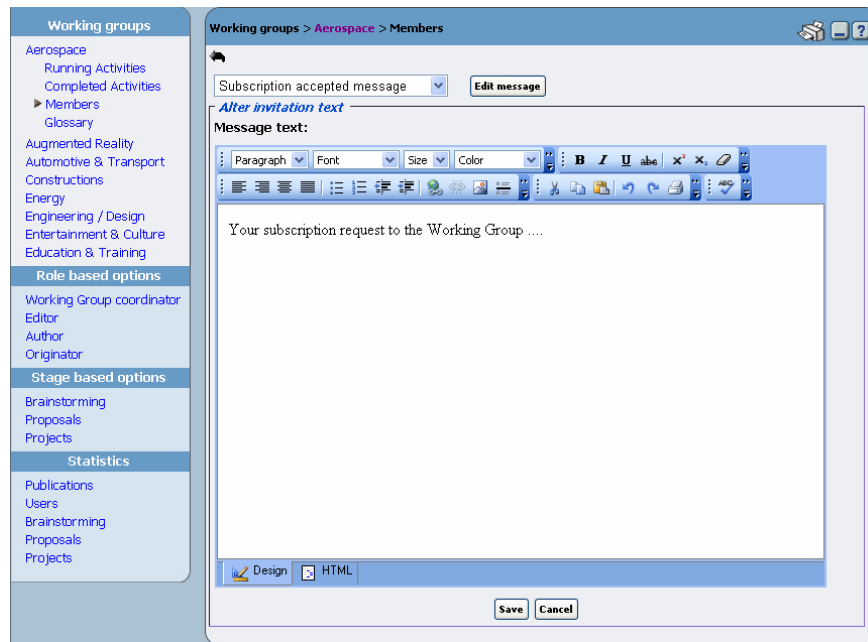 Working groups
Aerospace
Running Activities
Completed Activities
Members
Glossary
Augmented Reality
Automotive & Transport
Constructions
Energy
Engineering / Design
Entertainment & Culture
Education & Training
Role based options
Working Group coordinator
Editor
Author
Originator
Stage based options
Brainstorming
Proposals
Projects
Statistics
Publications
Users
Brainstorming
Proposals
Projects
Working groups > Aerospace > Members
?
Subscription accepted message
Edit message
Alter invitation text
Message text:
Paragraph Font Size Color B I U abc x² x₂
Your subscription request to the Working Group ....
Design HTML
Save Cancel